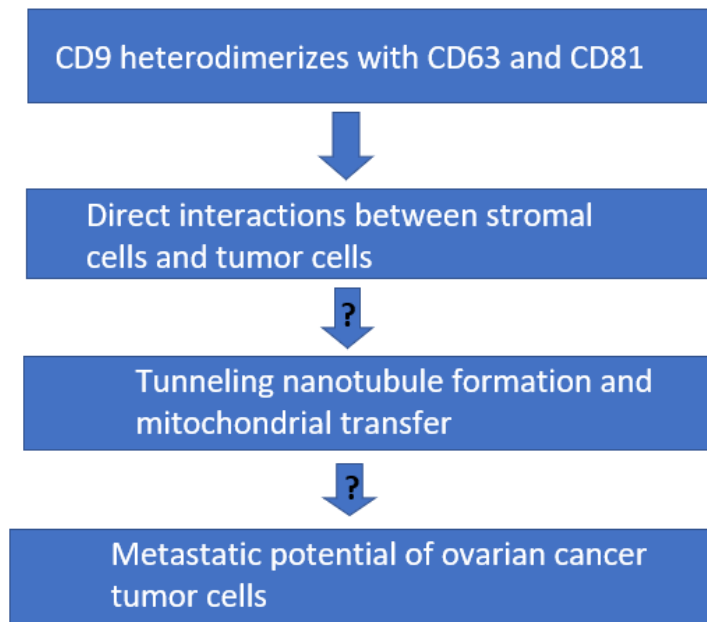 CD9 heterodimerizes with CD63 and CD81
Direct interactions between stromal
cells and tumor cells
?
Tunneling nanotubule formation and
mitochondrial transfer
?
Metastatic potential of ovarian cancer
tumor cells